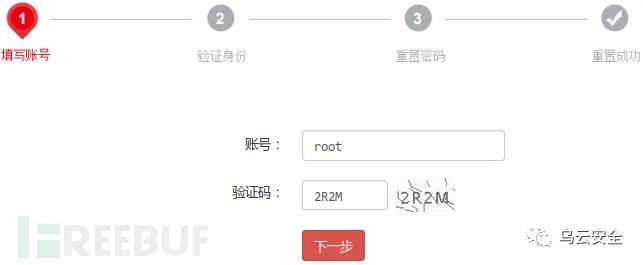 1 2 3
填写账号 验证身份 重置密码 重置成功
账号： root
验证码： 2R2M 2R2M
下一步
FREEBUF
乌云安全